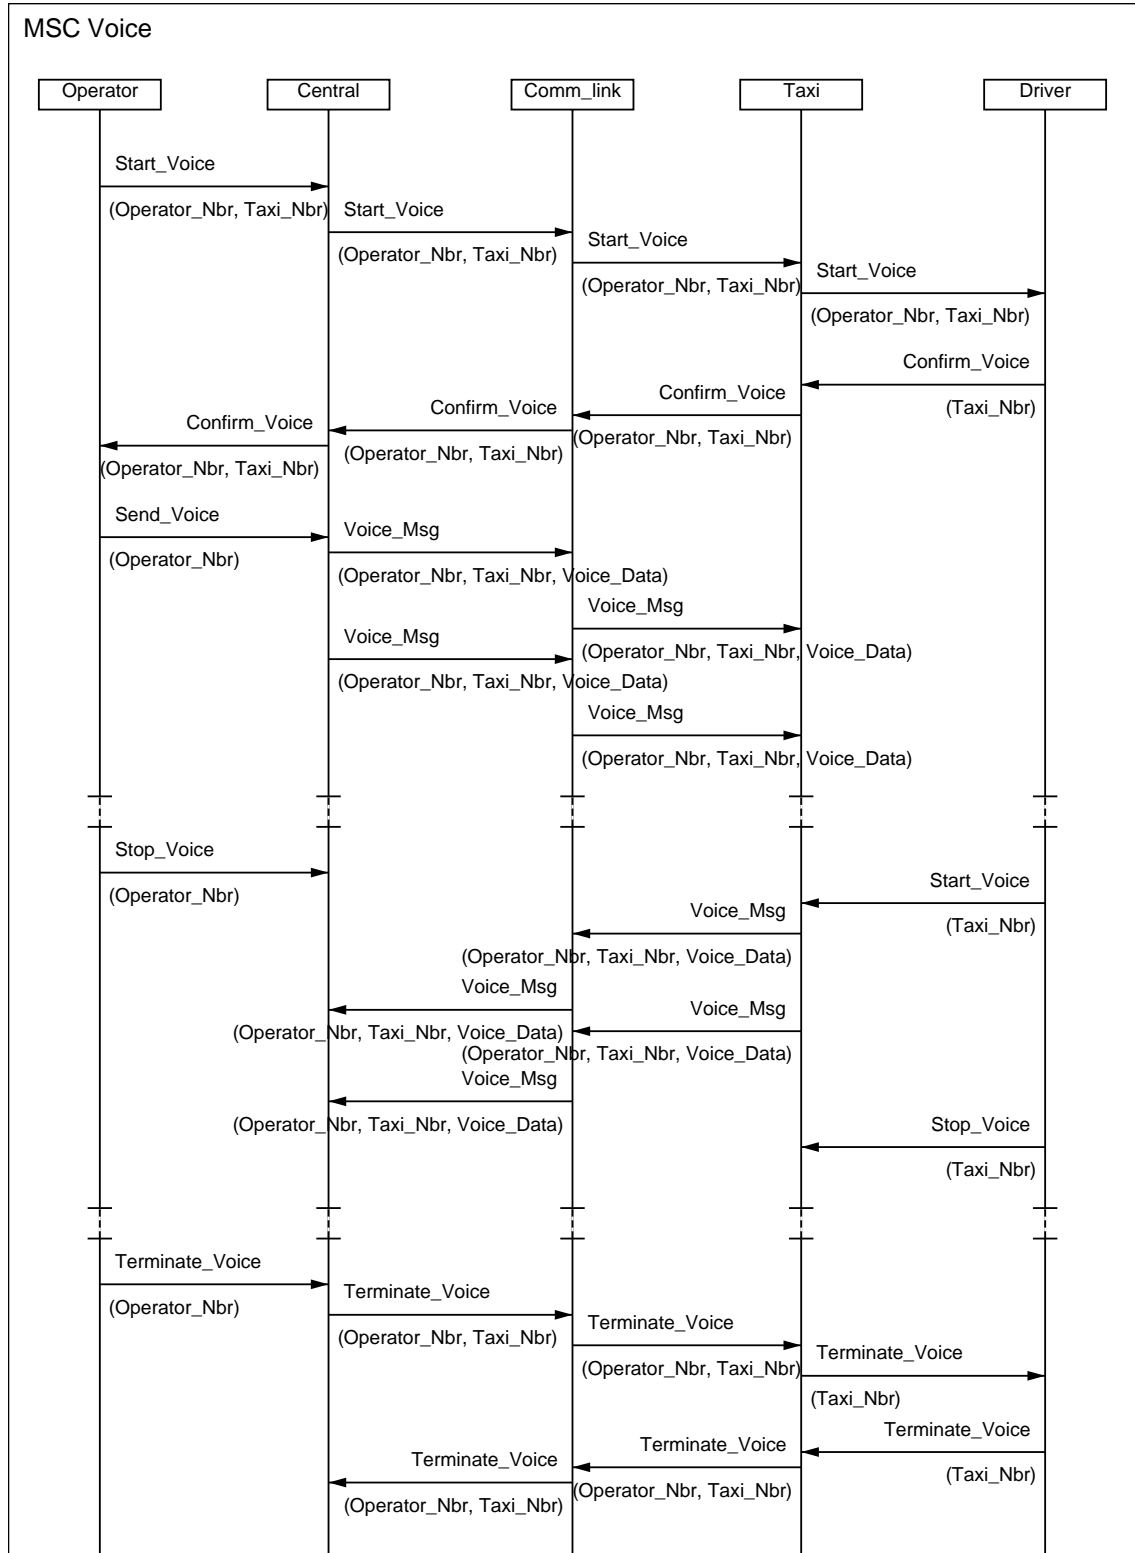 MSC Voice
Operator
Central
Comm_link
Taxi
Driver
Start_Voice
(Operator_Nbr, Taxi_Nbr)
Start_Voice
(Operator_Nbr, Taxi_Nbr)
Start_Voice
(Operator_Nbr, Taxi_Nbr)
Start_Voice
(Operator_Nbr, Taxi_Nbr)
Confirm_Voice
(Taxi_Nbr)
Confirm_Voice
(Operator_Nbr, Taxi_Nbr)
Confirm_Voice
(Operator_Nbr, Taxi_Nbr)
Confirm_Voice
(Operator_Nbr, Taxi_Nbr)
Send_Voice
(Operator_Nbr)
Voice_Msg
(Operator_Nbr, Taxi_Nbr, Voice_Data)
Voice_Msg
(Operator_Nbr, Taxi_Nbr, Voice_Data)
Voice_Msg
(Operator_Nbr, Taxi_Nbr, Voice_Data)
Voice_Msg
(Operator_Nbr, Taxi_Nbr, Voice_Data)
Stop_Voice
(Operator_Nbr)
Start_Voice
(Taxi_Nbr)
Voice_Msg
(Operator_Nbr, Taxi_Nbr, Voice_Data)
Voice_Msg
(Operator_Nbr, Taxi_Nbr, Voice_Data)
Voice_Msg
(Operator_Nbr, Taxi_Nbr, Voice_Data)
Voice_Msg
(Operator_Nbr, Taxi_Nbr, Voice_Data)
Stop_Voice
(Taxi_Nbr)
Terminate_Voice
(Operator_Nbr)
Terminate_Voice
(Operator_Nbr, Taxi_Nbr)
Terminate_Voice
(Operator_Nbr, Taxi_Nbr)
Terminate_Voice
(Taxi_Nbr)
Terminate_Voice
(Taxi_Nbr)
Terminate_Voice
(Operator_Nbr, Taxi_Nbr)
Terminate_Voice
(Operator_Nbr, Taxi_Nbr)